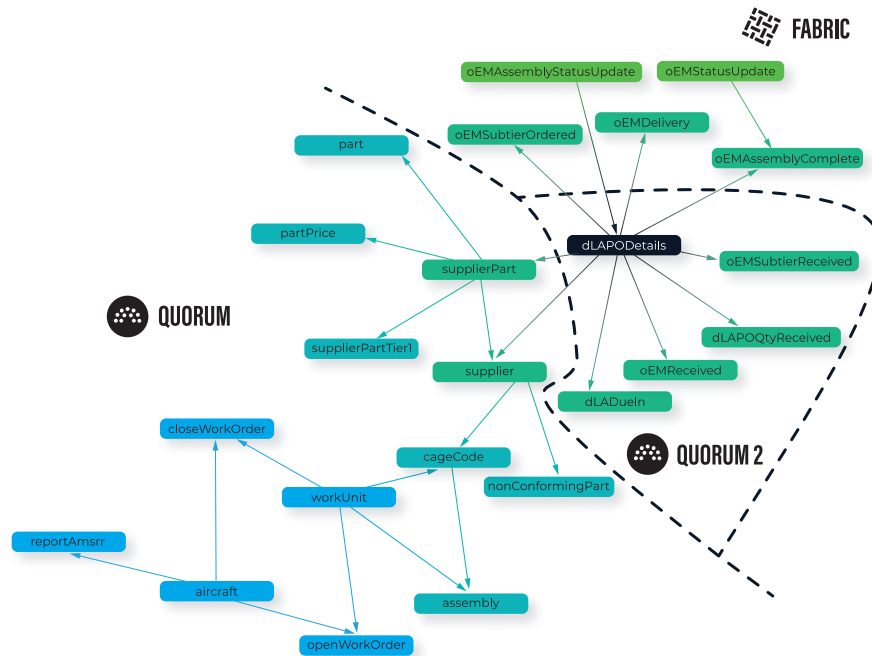 FABRIC
oEMAssemblyStatusUpdate
oEMStatusUpdate
oEMSubtierOrdered
oEMDelivery
part
oEMAssemblyComplete
partPrice
dLAPODetails
supplierPart
oEMSubtierReceived
QUORUM
supplierPartTier1
dLAPOQtyReceived
supplier
oEMReceived
dLADueIn
closeWorkOrder
cageCode
QUORUM 2
workUnit
nonConformingPart
reportAmsrr
aircraft
assembly
openWorkOrder